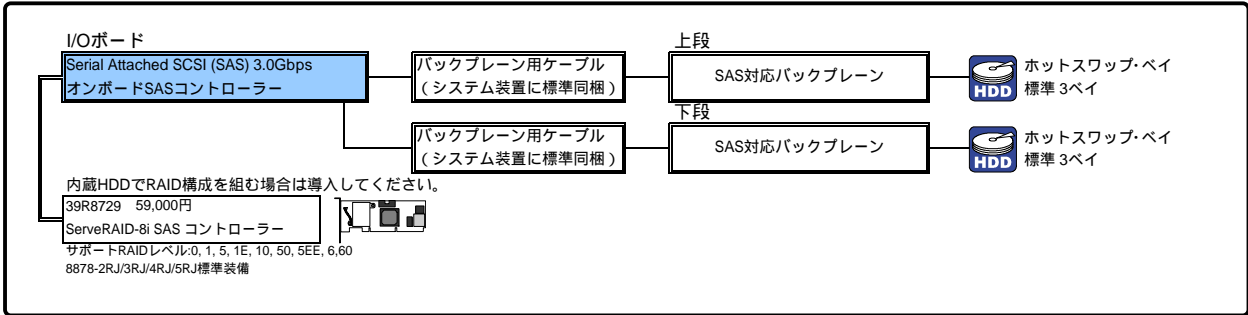 I/Oボード
Serial Attached SCSI (SAS) 3.0Gbps
オンボードSASコントローラー
バックプレーン用ケーブル
(システム装置に標準同梱)
上段
SAS対応バックプレーン
HDD
ホットスワップ・ベイ
標準 3ベイ
バックプレーン用ケーブル
(システム装置に標準同梱)
下段
SAS対応バックプレーン
HDD
ホットスワップ・ベイ
標準 3ベイ
内蔵HDDでRAID構成を組む場合は導入してください。
39R8729 59,000円
ServeRAID-8i SAS コントローラー
サポートRAIDレベル:0, 1, 5, 1E, 10, 50, 5EE, 6,60
8878-2RJ/3RJ/4RJ/5RJ標準装備